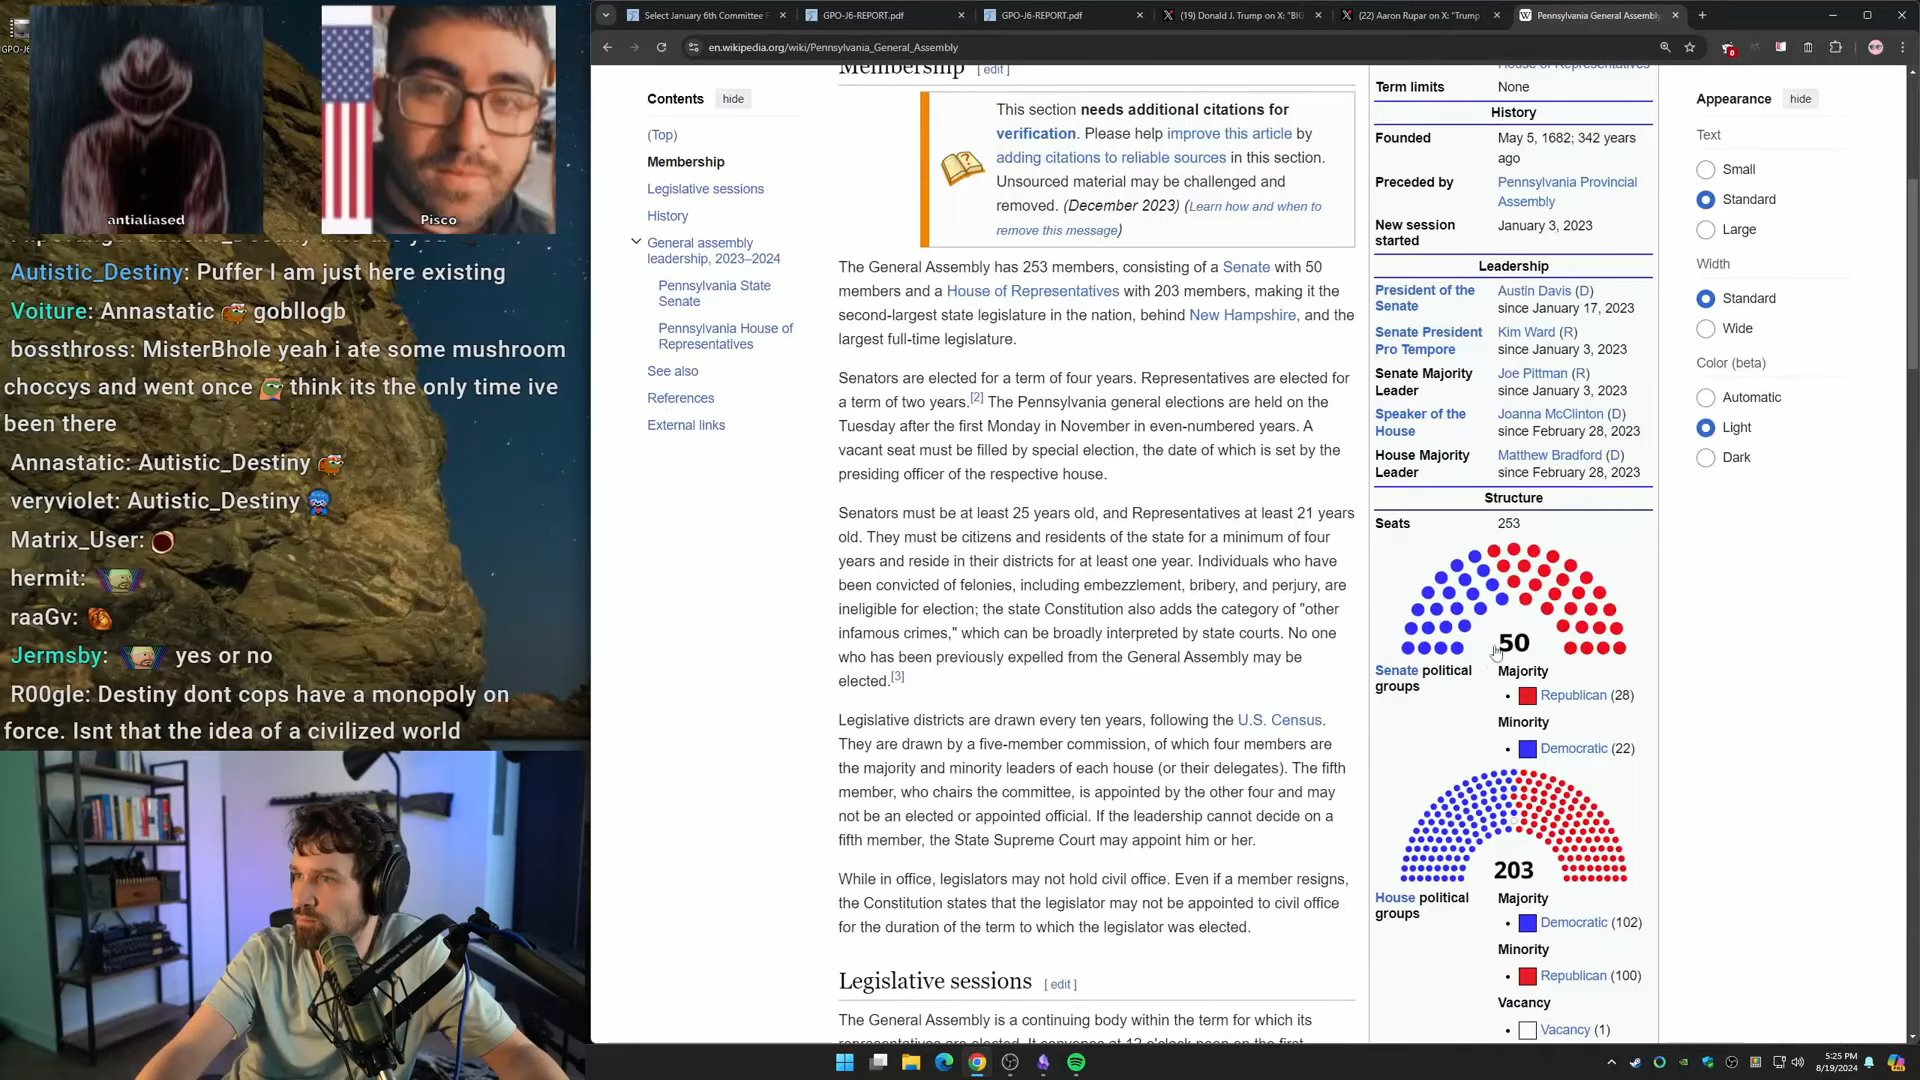 GPO-J6
antialiased
Pisco
Autistic_Destiny: Puffer I am just here existing
Voiture: Annastatic gobllogb
bossthross: MisterBhole yeah i ate some mushroom
choccys and went once think its the only time ive
been there
Annastatic: Autistic_Destiny
veryviolet: Autistic_Destiny
Matrix_User:
hermit:
raaGv:
Jermsby: yes or no
R00gle: Destiny dont cops have a monopoly on
force. Isnt that the idea of a civilized world
Select January 6th Committee F
GPO-J6-REPORT.pdf
GPO-J6-REPORT.pdf
(19) Donald J. Trump on X: "BIG
(22) Aaron Rupar on X: "Trump
Pennsylvania General Assembly
en.wikipedia.org/wiki/Pennsylvania_General_Assembly
Contents hide
(Top)
Membership
Legislative sessions
History
General assembly
leadership, 2023–2024
Pennsylvania State
Senate
Pennsylvania House of
Representatives
See also
References
External links
Membership [ edit ]
This section needs additional citations for
verification. Please help improve this article by
adding citations to reliable sources in this section.
Unsourced material may be challenged and
removed. (December 2023) (Learn how and when to
remove this message)
The General Assembly has 253 members, consisting of a Senate with 50
members and a House of Representatives with 203 members, making it the
second-largest state legislature in the nation, behind New Hampshire, and the
largest full-time legislature.
Senators are elected for a term of four years. Representatives are elected for
a term of two years.[2] The Pennsylvania general elections are held on the
Tuesday after the first Monday in November in even-numbered years. A
vacant seat must be filled by special election, the date of which is set by the
presiding officer of the respective house.
Senators must be at least 25 years old, and Representatives at least 21 years
old. They must be citizens and residents of the state for a minimum of four
years and reside in their districts for at least one year. Individuals who have
been convicted of felonies, including embezzlement, bribery, and perjury, are
ineligible for election; the state Constitution also adds the category of "other
infamous crimes," which can be broadly interpreted by state courts. No one
who has been previously expelled from the General Assembly may be
elected.[3]
Legislative districts are drawn every ten years, following the U.S. Census.
They are drawn by a five-member commission, of which four members are
the majority and minority leaders of each house (or their delegates). The fifth
member, who chairs the committee, is appointed by the other four and may
not be an elected or appointed official. If the leadership cannot decide on a
fifth member, the State Supreme Court may appoint him or her.
While in office, legislators may not hold civil office. Even if a member resigns,
the Constitution states that the legislator may not be appointed to civil office
for the duration of the term to which the legislator was elected.
Legislative sessions [ edit ]
The General Assembly is a continuing body within the term for which its
representatives are elected. It convenes at 12 o'clock noon on the first
House of Representatives
Term limits None
History
Founded May 5, 1682; 342 years
ago
Preceded by Pennsylvania Provincial
Assembly
New session January 3, 2023
started
Leadership
President of the Austin Davis (D)
Senate since January 17, 2023
Senate President Kim Ward (R)
Pro Tempore since January 3, 2023
Senate Majority Joe Pittman (R)
Leader since January 3, 2023
Speaker of the Joanna McClinton (D)
House since February 28, 2023
House Majority Matthew Bradford (D)
Leader since February 28, 2023
Structure
Seats 253
50
Senate political Majority
groups
Republican (28)
Minority
Democratic (22)
203
House political Majority
groups
Democratic (102)
Minority
Republican (100)
Vacancy
Vacancy (1)
Appearance hide
Text
Small
Standard
Large
Width
Standard
Wide
Color (beta)
Automatic
Light
Dark
5:25 PM
8/19/2024